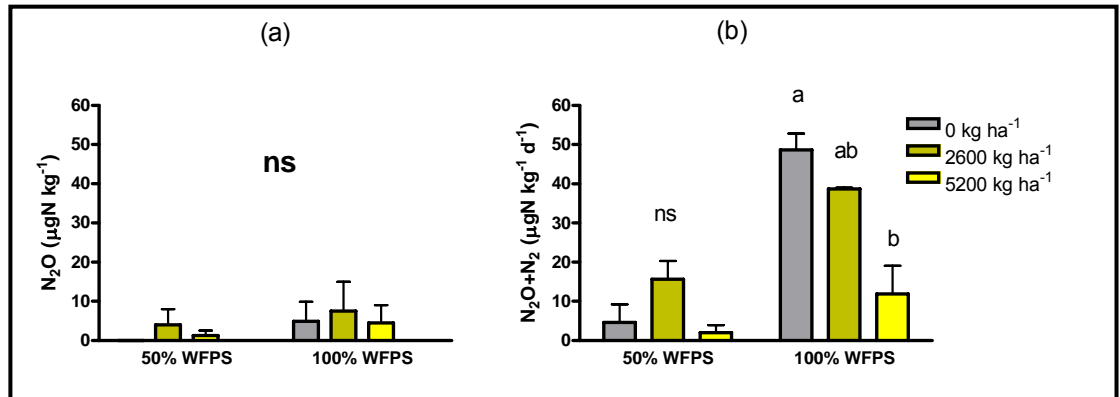 (a)
(b)
N₂O (µgN kg⁻¹)
60
50
40
30
20
10
0
ns
50% WFPS
100% WFPS
N₂O+N₂ (µgN kg⁻¹ d⁻¹)
60
50
40
30
20
10
0
ns
a
ab
b
50% WFPS
100% WFPS
0 kg ha⁻¹
2600 kg ha⁻¹
5200 kg ha⁻¹